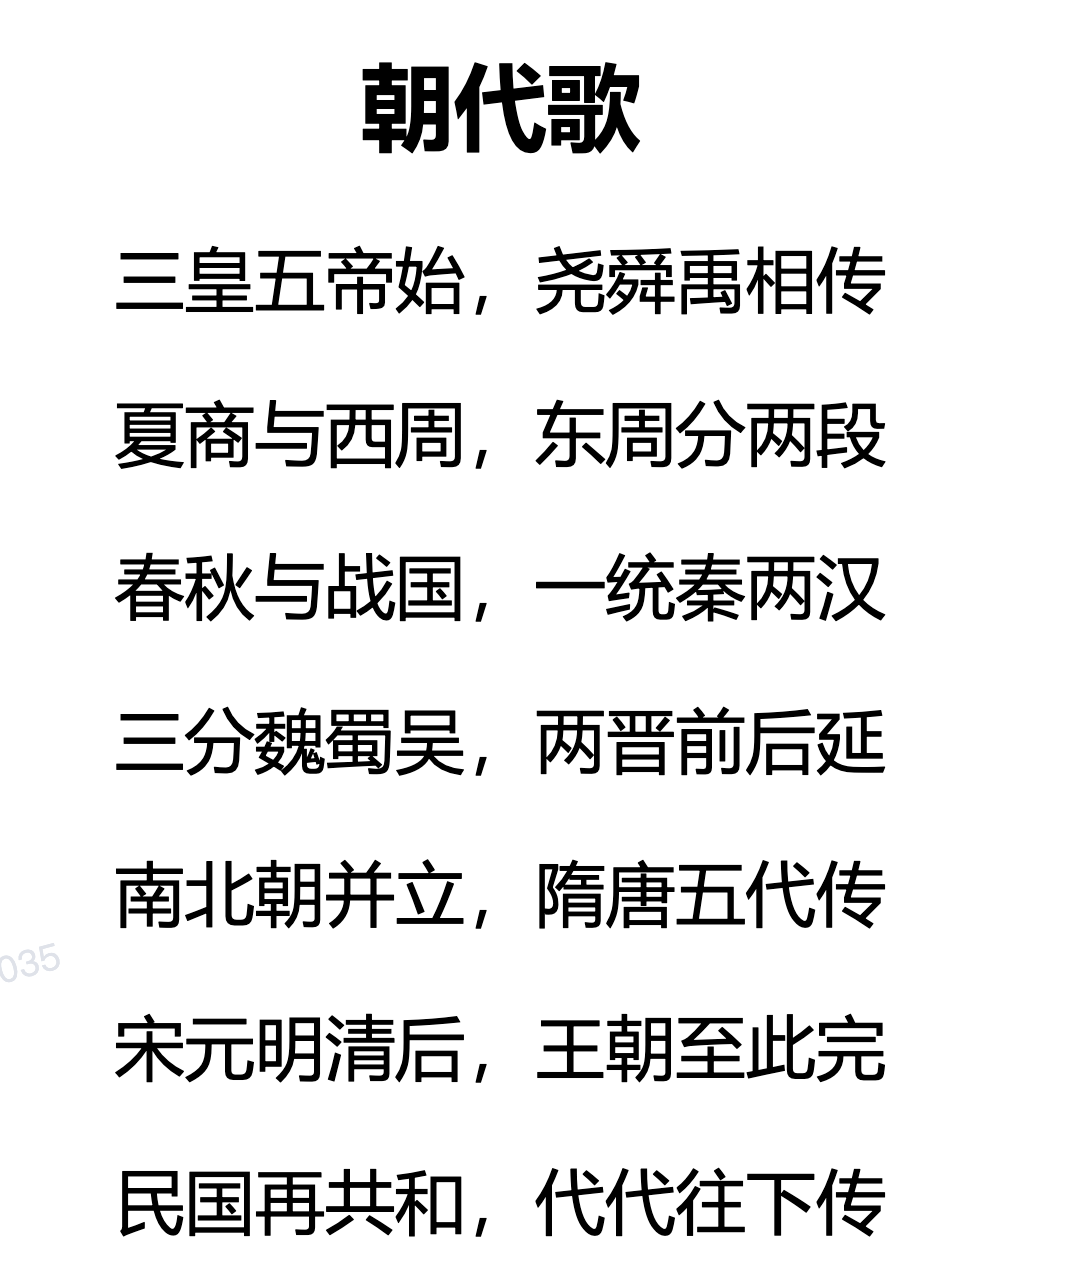 朝代歌
三皇五帝始，尧舜禹相传
夏商与西周，东周分两段
春秋与战国，一统秦两汉
三分魏蜀吴，两晋前后延
南北朝并立，隋唐五代传
035
宋元明清后，王朝至此完
民国再共和，代代往下传